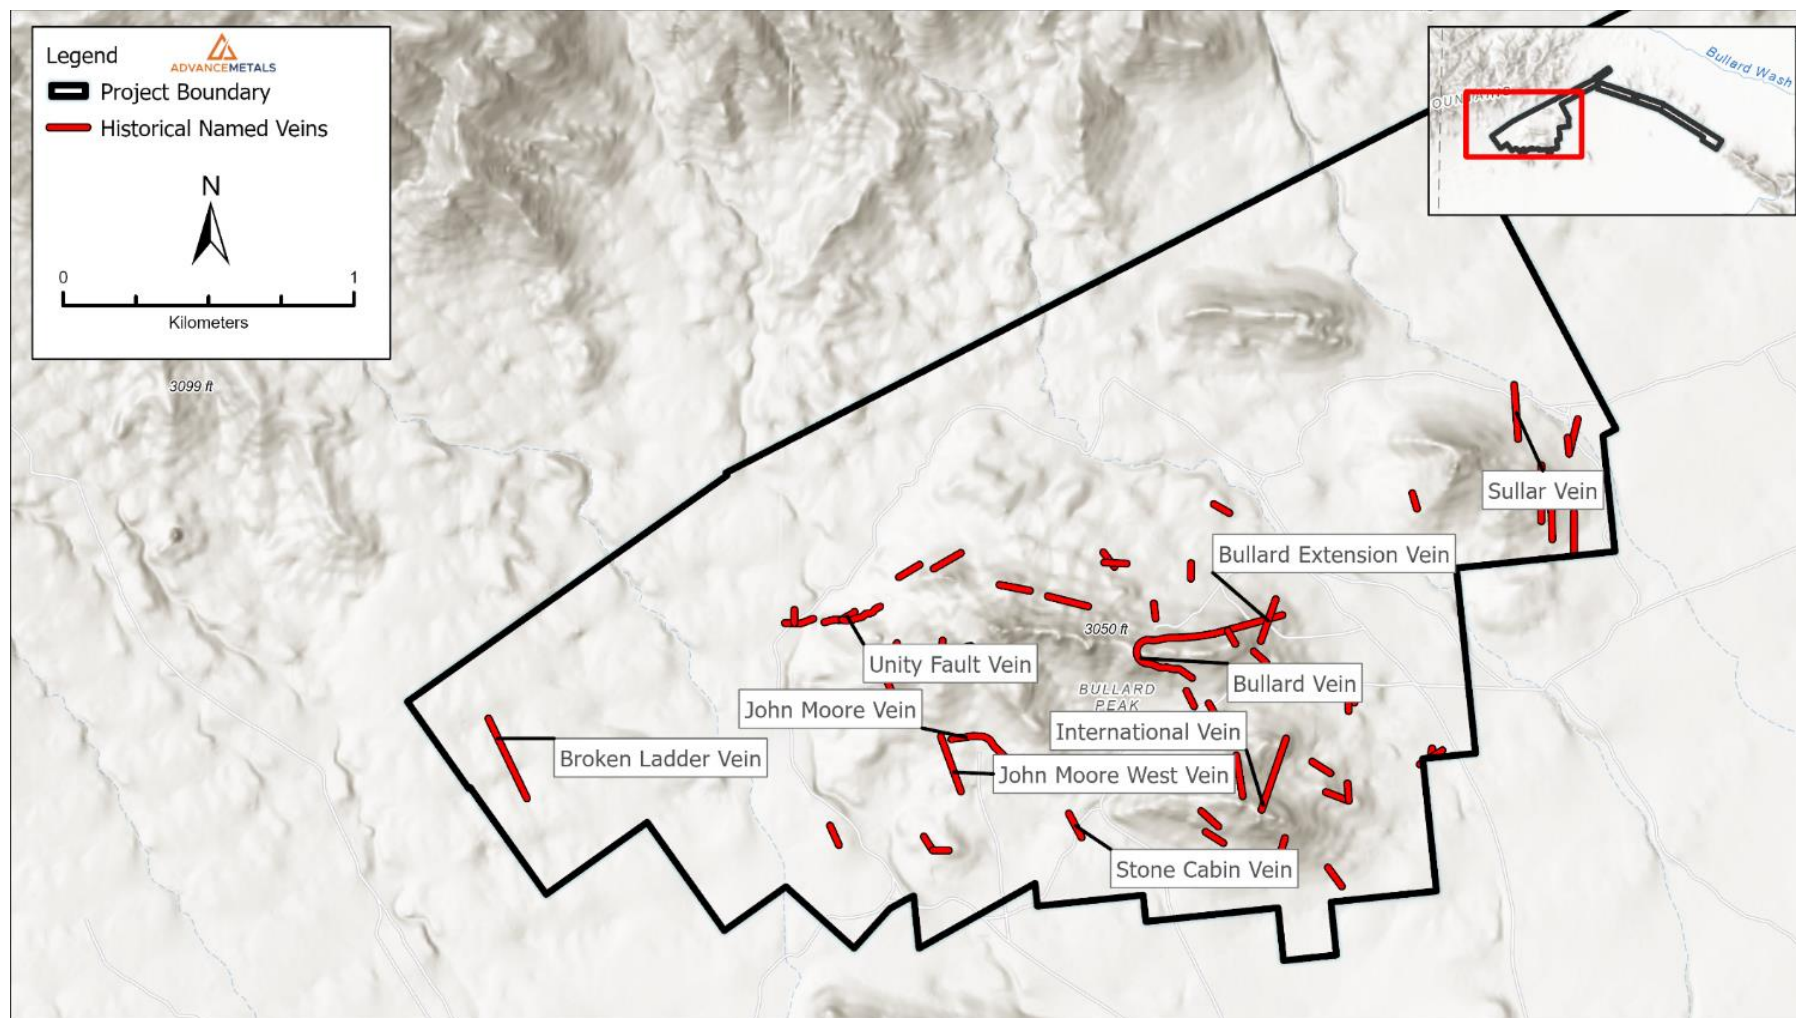 Legend
ADVANCEMETALS
Project Boundary
Historical Named Veins
N
0 1
Kilometers
Bullard Wash
OUNTAINS
3099 ft
Sullar Vein
Bullard Extension Vein
3050 ft
Unity Fault Vein
Bullard Vein
BULLARD
PEAK
John Moore Vein
International Vein
Broken Ladder Vein
John Moore West Vein
Stone Cabin Vein